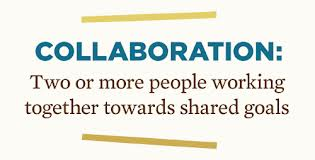 COLLABORATION:
Two or more people working
together towards shared goals